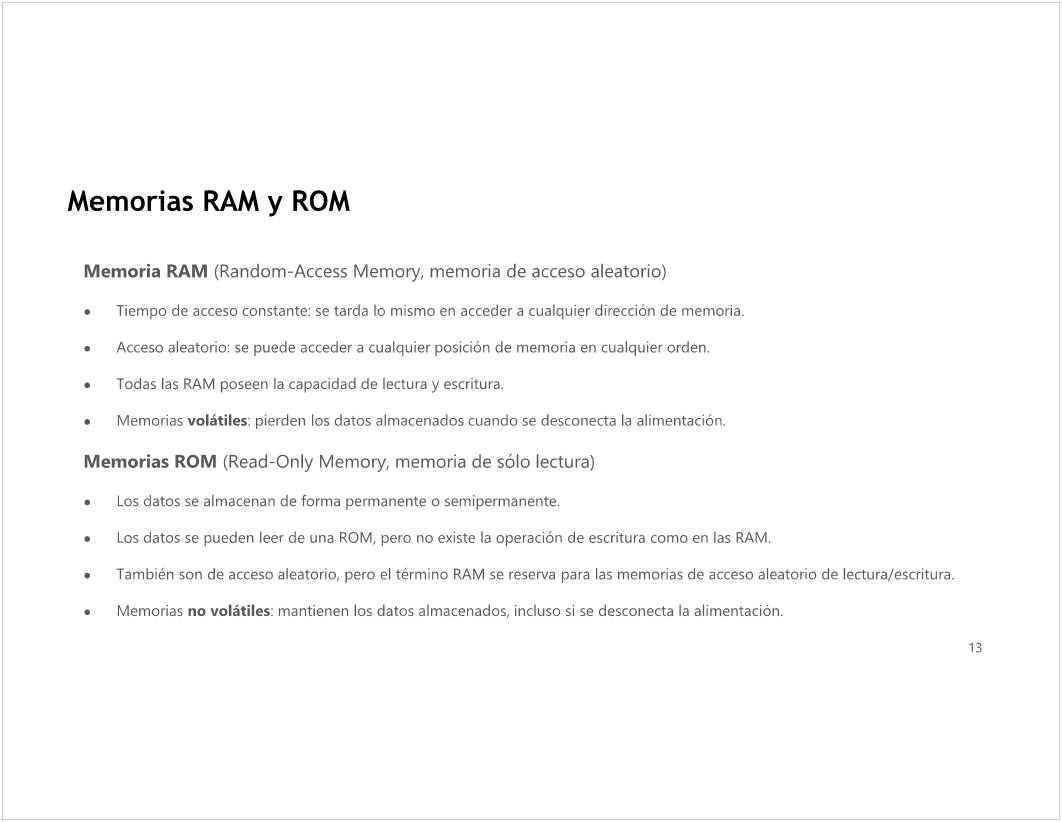 Memorias RAM y ROM
Memoria RAM (Random-Access Memory, memoria de acceso aleatorio)
● Tiempo de acceso constante: se tarda lo mismo en acceder a cualquier dirección de memoria.
● Acceso aleatorio: se puede acceder a cualquier posición de memoria en cualquier orden.
● Todas las RAM poseen la capacidad de lectura y escritura.
● Memorias volátiles: pierden los datos almacenados cuando se desconecta la alimentación.
Memorias ROM (Read-Only Memory, memoria de sólo lectura)
● Los datos se almacenan de forma permanente o semipermanente.
● Los datos se pueden leer de una ROM, pero no existe la operación de escritura como en las RAM.
● También son de acceso aleatorio, pero el término RAM se reserva para las memorias de acceso aleatorio de lectura/escritura.
● Memorias no volátiles: mantienen los datos almacenados, incluso si se desconecta la alimentación.
13